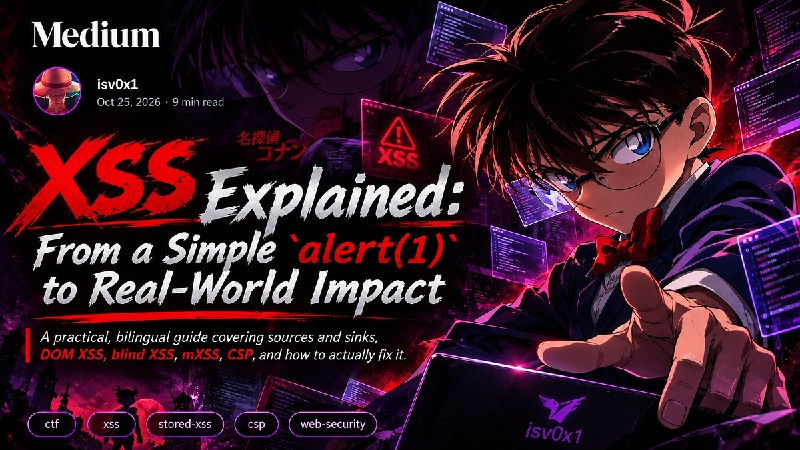 Medium
isv0x1
Oct 25, 2026 · 9 min read
名探偵
コナン
XSS
XSS Explained:
From a Simple `alert(1)`
to Real-World Impact
A practical, bilingual guide covering sources and sinks,
DOM XSS, blind XSS, mXSS, CSP, and how to actually fix it.
ctf
xss
stored-xss
csp
web-security
isv0x1